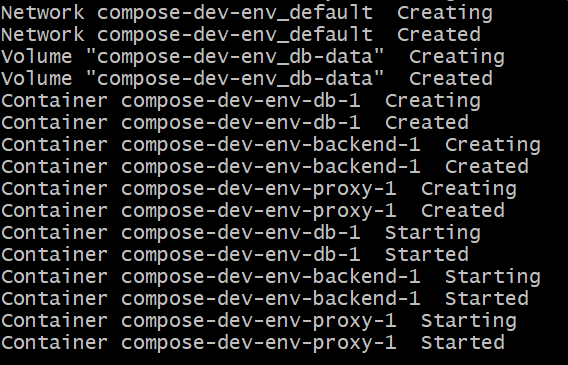 Network compose-dev-env_default  Creating
Network compose-dev-env_default  Created
Volume "compose-dev-env_db-data"  Creating
Volume "compose-dev-env_db-data"  Created
Container compose-dev-env-db-1  Creating
Container compose-dev-env-db-1  Created
Container compose-dev-env-backend-1  Creating
Container compose-dev-env-backend-1  Created
Container compose-dev-env-proxy-1  Creating
Container compose-dev-env-proxy-1  Created
Container compose-dev-env-db-1  Starting
Container compose-dev-env-db-1  Started
Container compose-dev-env-backend-1  Starting
Container compose-dev-env-backend-1  Started
Container compose-dev-env-proxy-1  Starting
Container compose-dev-env-proxy-1  Started